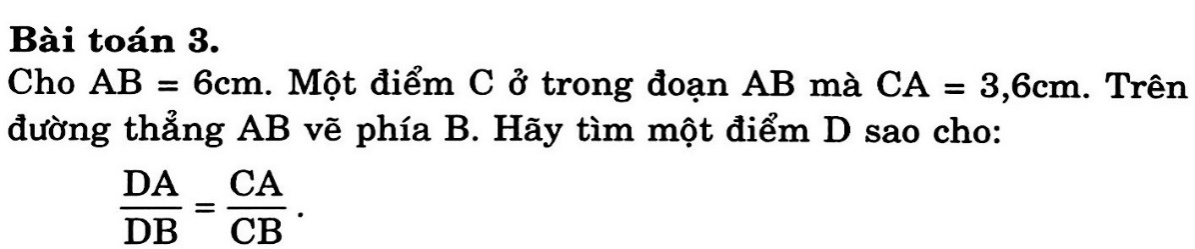 Bài toán 3.
Cho AB = 6cm. Một điểm C ở trong đoạn AB mà CA = 3,6cm. Trên
đường thẳng AB vẽ phía B. Hãy tìm một điểm D sao cho:
DA/DB = CA/CB.